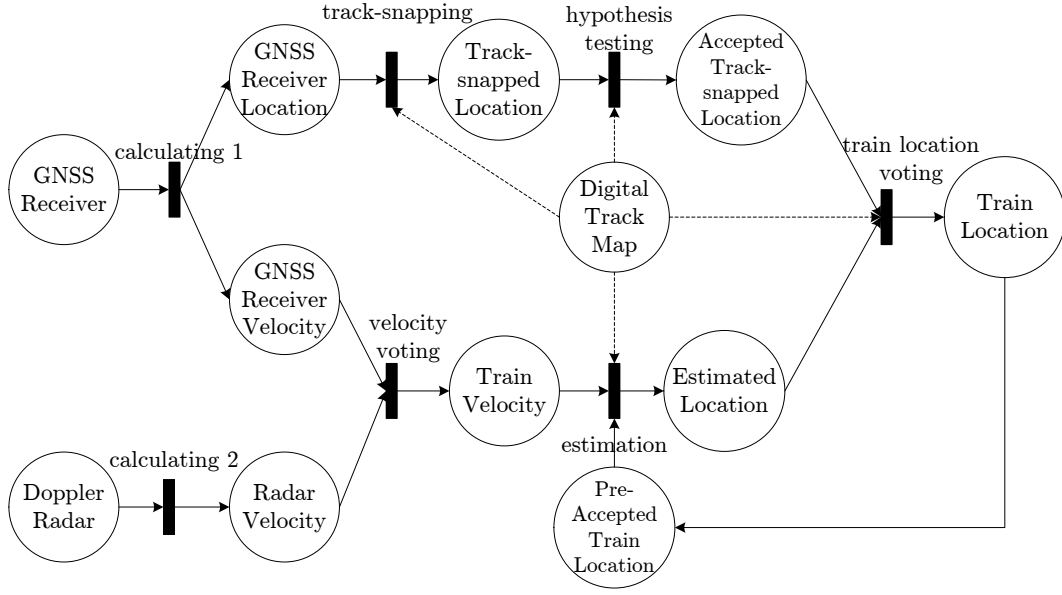 track-snapping
hypothesis
testing
GNSS
Receiver
Location
Track-
snapped
Location
Accepted
Track-
snapped
Location
calculating 1
train location
voting
GNSS
Receiver
Digital
Track
Map
Train
Location
GNSS
Receiver
Velocity
velocity
voting
Train
Velocity
Estimated
Location
estimation
calculating 2
Doppler
Radar
Radar
Velocity
Pre-
Accepted
Train
Location